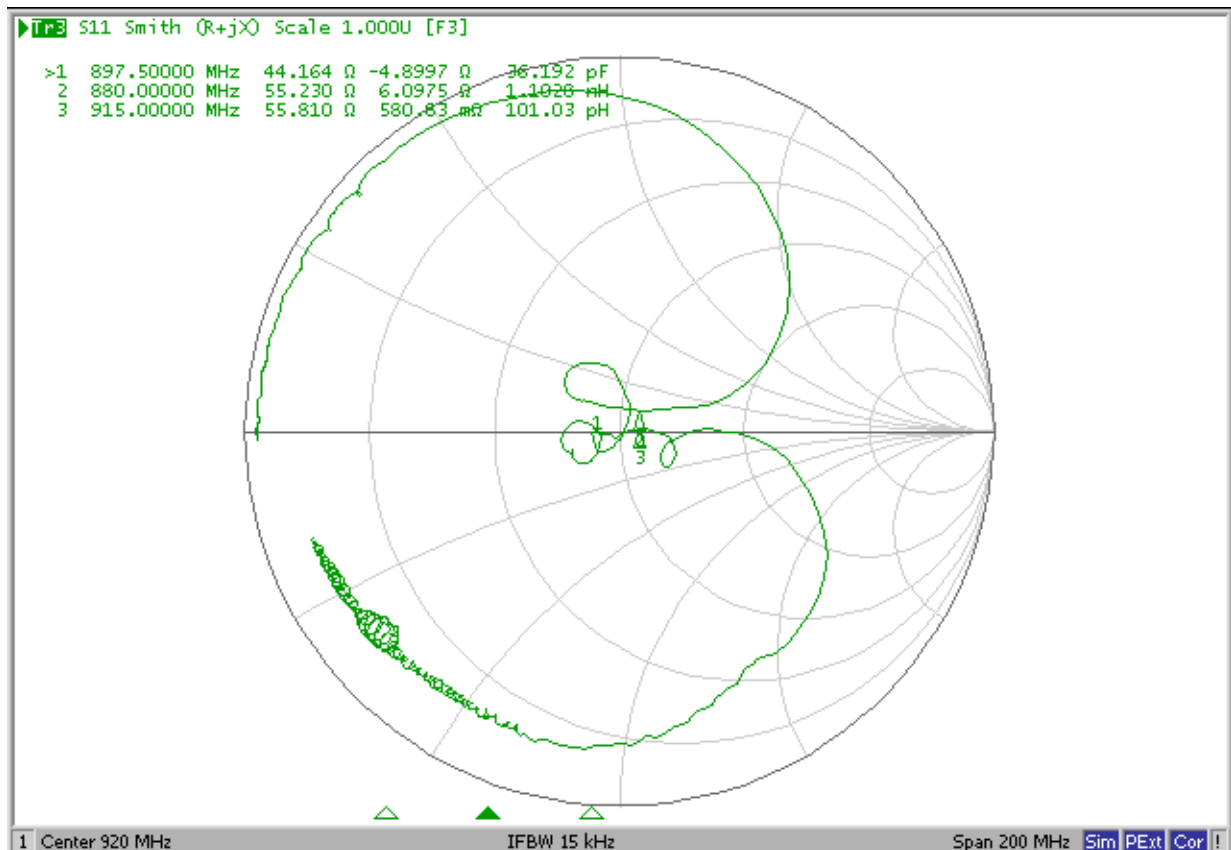 Tr3 S11 Smith (R+jX) Scale 1.000U [F3]
>1 897.50000 MHz 44.164 Ω -4.8997 Ω 36.192 pF
2 880.00000 MHz 55.230 Ω 6.0975 Ω 1.1028 nH
3 915.00000 MHz 55.810 Ω 580.83 mΩ 101.03 pH
1
3
1 Center 920 MHz IFBW 15 kHz Span 200 MHz Sim PExt Cor !